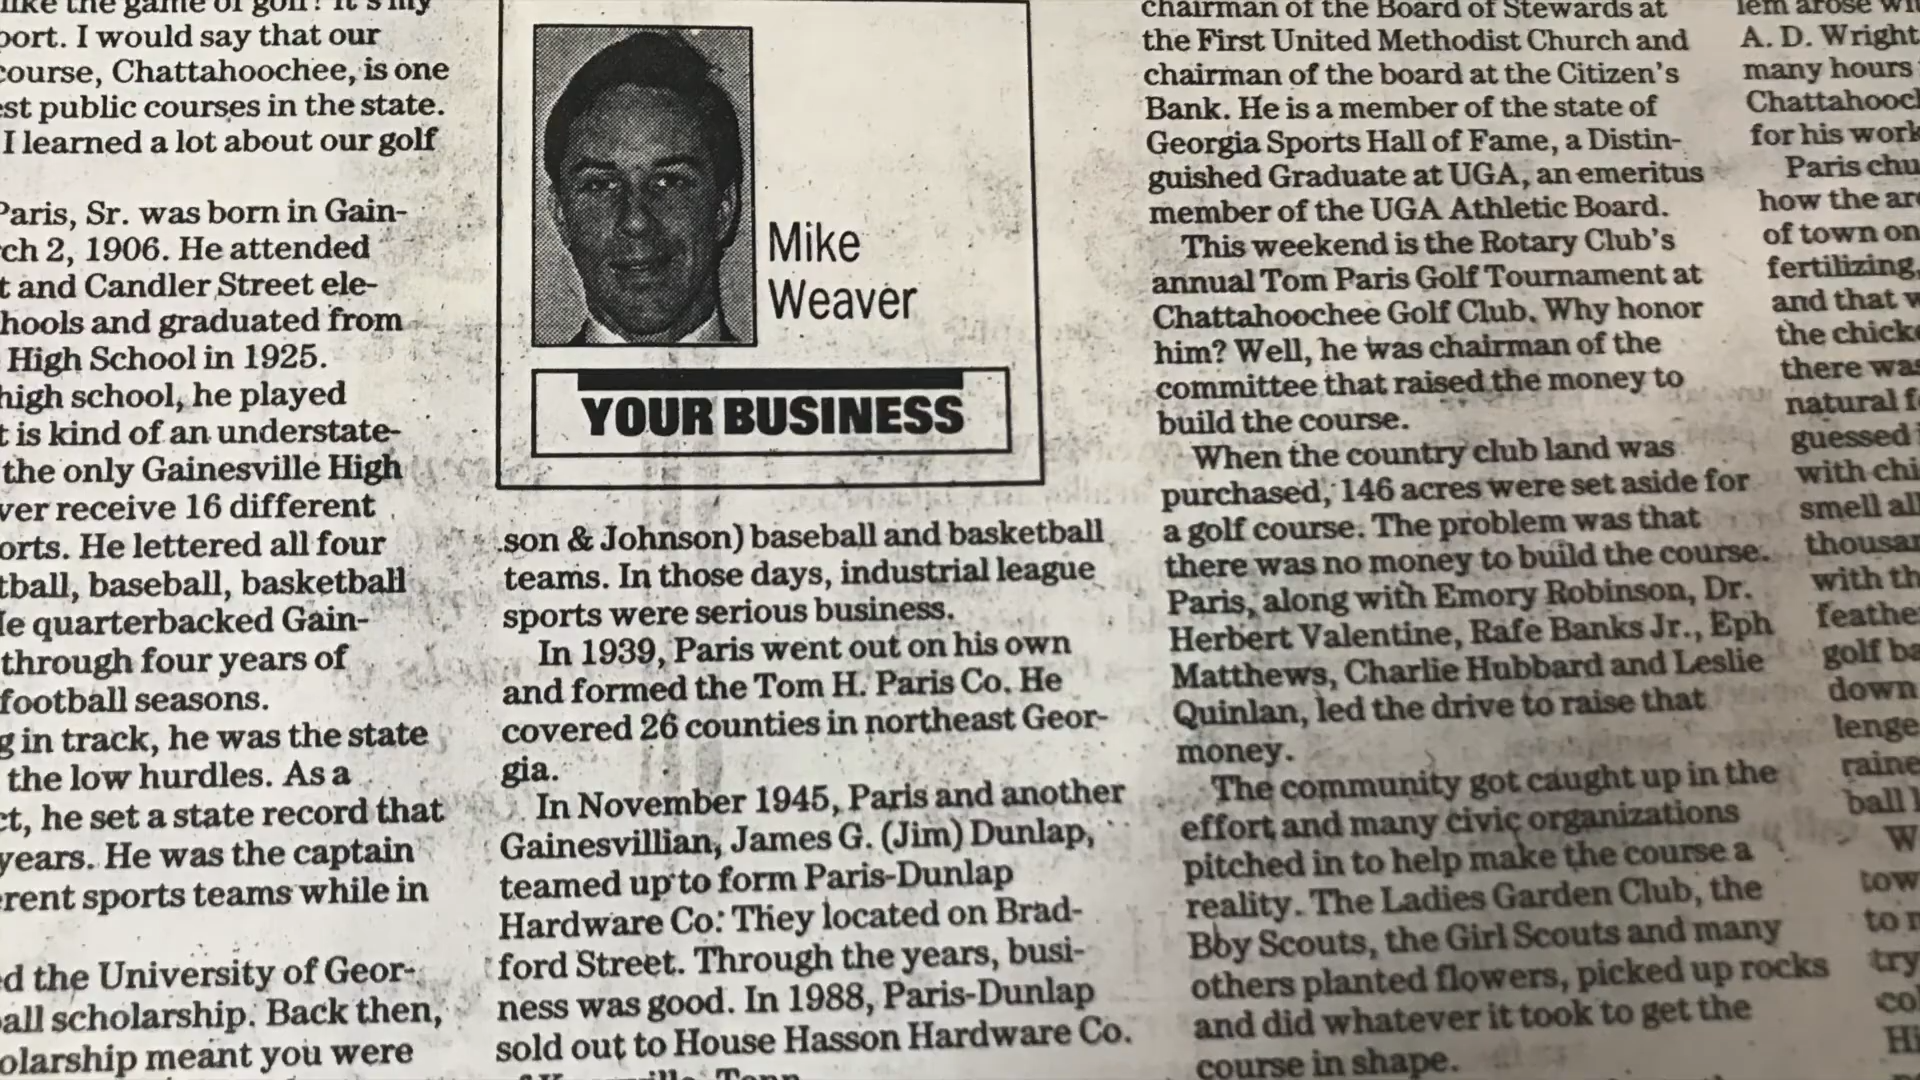 like the game of golf? It's my
port. I would say that our
course, Chattahoochee, is one
est public courses in the state.
I learned a lot about our golf
Paris, Sr. was born in Gain-
ch 2, 1906. He attended
t and Candler Street ele-
hools and graduated from
High School in 1925.
high school, he played
t is kind of an understate-
the only Gainesville High
ver receive 16 different
orts. He lettered all four
tball, baseball, basketball
He quarterbacked Gain-
through four years of
football seasons.
g in track, he was the state
the low hurdles. As a
ct, he set a state record that
years. He was the captain
erent sports teams while in
ed the University of Geor-
all scholarship. Back then,
olarship meant you were
Mike
Weaver
YOUR BUSINESS
son & Johnson) baseball and basketball
teams. In those days, industrial league
sports were serious business.
In 1939, Paris went out on his own
and formed the Tom H. Paris Co. He
covered 26 counties in northeast Geor-
gia.
In November 1945, Paris and another
Gainesvillian, James G. (Jim) Dunlap,
teamed up to form Paris-Dunlap
Hardware Co. They located on Brad-
ford Street. Through the years, busi-
ness was good. In 1988, Paris-Dunlap
sold out to House Hasson Hardware Co.
Tenn
chairman of the Board of Stewards at
the First United Methodist Church and
chairman of the board at the Citizen's
Bank. He is a member of the state of
Georgia Sports Hall of Fame, a Distin-
guished Graduate at UGA, an emeritus
member of the UGA Athletic Board.
This weekend is the Rotary Club's
annual Tom Paris Golf Tournament at
Chattahoochee Golf Club. Why honor
him? Well, he was chairman of the
committee that raised the money to
build the course.
When the country club land was
purchased, 146 acres were set aside for
a golf course. The problem was that
there was no money to build the course.
Paris, along with Emory Robinson, Dr.
Herbert Valentine, Rafe Banks Jr., Eph
Matthews, Charlie Hubbard and Leslie
Quinlan, led the drive to raise that
money.
The community got caught up in the
effort and many civic organizations
pitched in to help make the course a
reality. The Ladies Garden Club, the
Boy Scouts, the Girl Scouts and many
others planted flowers, picked up rocks
and did whatever it took to get the
course in shape.
lem arose wi
A. D. Wright
many hours
Chattahooch
for his work
Paris chu
how the are
of town on
fertilizing,
and that w
the chicke
there was
natural f
guessed
with chi
smell all
thousan
with th
feather
golf ba
down
lenge
raine
ball l
W
tow
to r
try
co
Hi